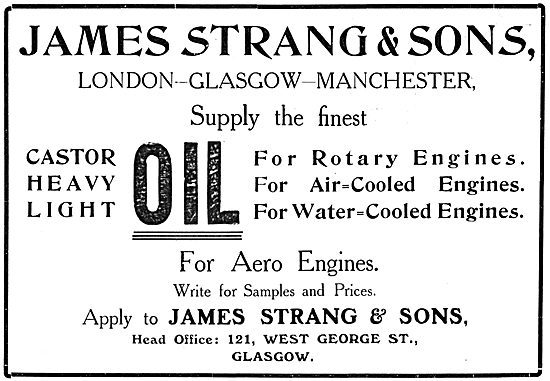 JAMES STRANG & SONS,
LONDON–GLASGOW–MANCHESTER,
Supply the finest
CASTOR OIL For Rotary Engines.
HEAVY For Air=Cooled Engines.
LIGHT For Water=Cooled Engines.
For Aero Engines.
Write for Samples and Prices.
Apply to JAMES STRANG & SONS,
Head Office: 121, WEST GEORGE ST.,
GLASGOW.